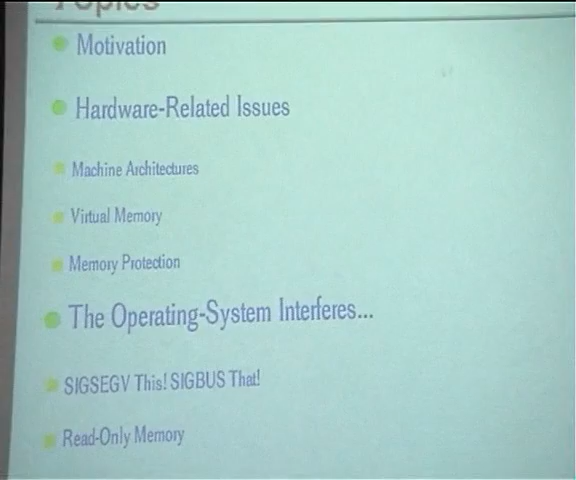 Topics
Motivation
Hardware-Related Issues
Machine Architectures
Virtual Memory
Memory Protection
The Operating-System Interferes...
SIGSEGV This! SIGBUS That!
Read-Only Memory